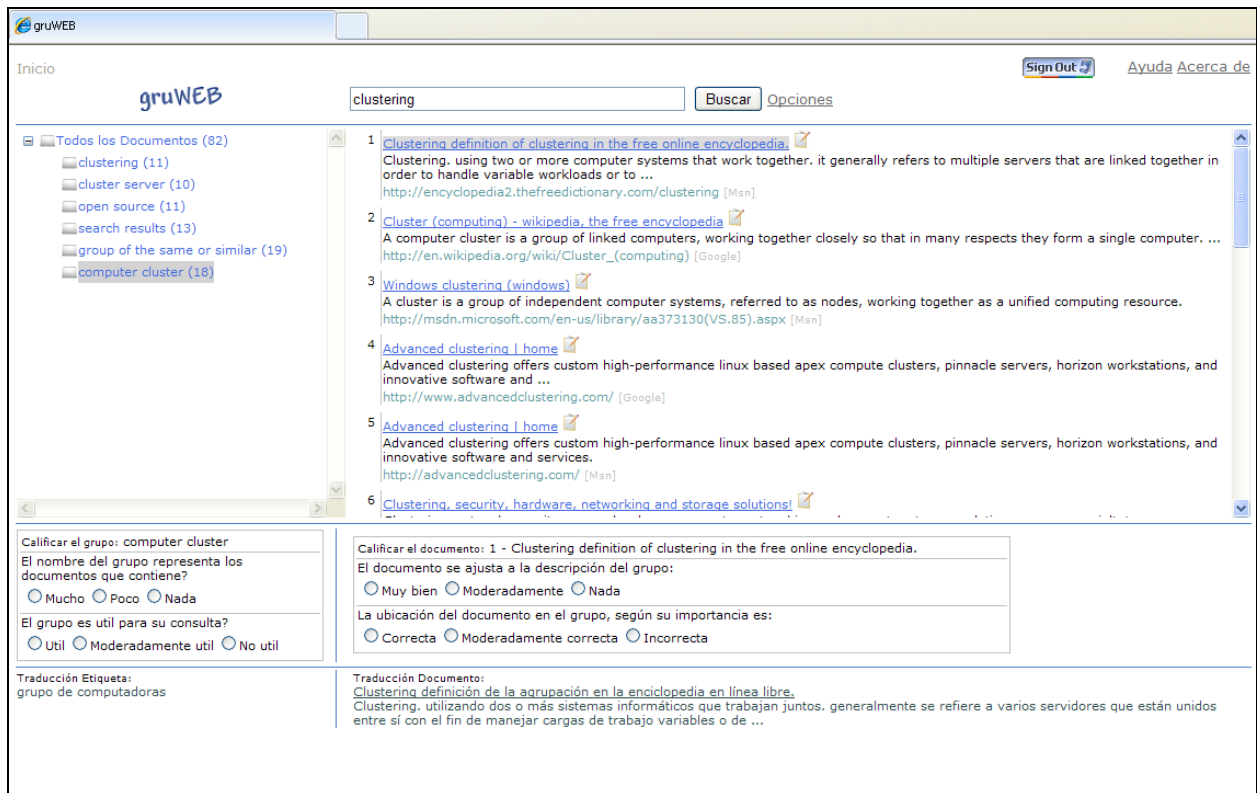 gruWEB
Inicio
Sign Out
Ayuda Acerca de
gruWEB
clustering
Buscar
Opciones
Todos los Documentos (82)
clustering (11)
cluster server (10)
open source (11)
search results (13)
group of the same or similar (19)
computer cluster (18)
1 Clustering definition of clustering in the free online encyclopedia.
Clustering. using two or more computer systems that work together. it generally refers to multiple servers that are linked together in
order to handle variable workloads or to ...
http://encyclopedia2.thefreedictionary.com/clustering [Msn]
2 Cluster (computing) - wikipedia, the free encyclopedia
A computer cluster is a group of linked computers, working together closely so that in many respects they form a single computer. ...
http://en.wikipedia.org/wiki/Cluster_(computing) [Google]
3 Windows clustering (windows)
A cluster is a group of independent computer systems, referred to as nodes, working together as a unified computing resource.
http://msdn.microsoft.com/en-us/library/aa373130(VS.85).aspx [Msn]
4 Advanced clustering | home
Advanced clustering offers custom high-performance linux based apex compute clusters, pinnacle servers, horizon workstations, and
innovative software and ...
http://www.advancedclustering.com/ [Google]
5 Advanced clustering | home
Advanced clustering offers custom high-performance linux based apex compute clusters, pinnacle servers, horizon workstations, and
innovative software and services.
http://advancedclustering.com/ [Msn]
6 Clustering, security, hardware, networking and storage solutions!
Calificar el grupo: computer cluster
El nombre del grupo representa los
documentos que contiene?
Mucho Poco Nada
El grupo es util para su consulta?
Util Moderadamente util No util
Calificar el documento: 1 - Clustering definition of clustering in the free online encyclopedia.
El documento se ajusta a la descripción del grupo:
Muy bien Moderadamente Nada
La ubicación del documento en el grupo, según su importancia es:
Correcta Moderadamente correcta Incorrecta
Traducción Etiqueta:
grupo de computadoras
Traducción Documento:
Clustering definición de la agrupación en la enciclopedia en línea libre.
Clustering. utilizando dos o más sistemas informáticos que trabajan juntos. generalmente se refiere a varios servidores que están unidos
entre sí con el fin de manejar cargas de trabajo variables o de ...